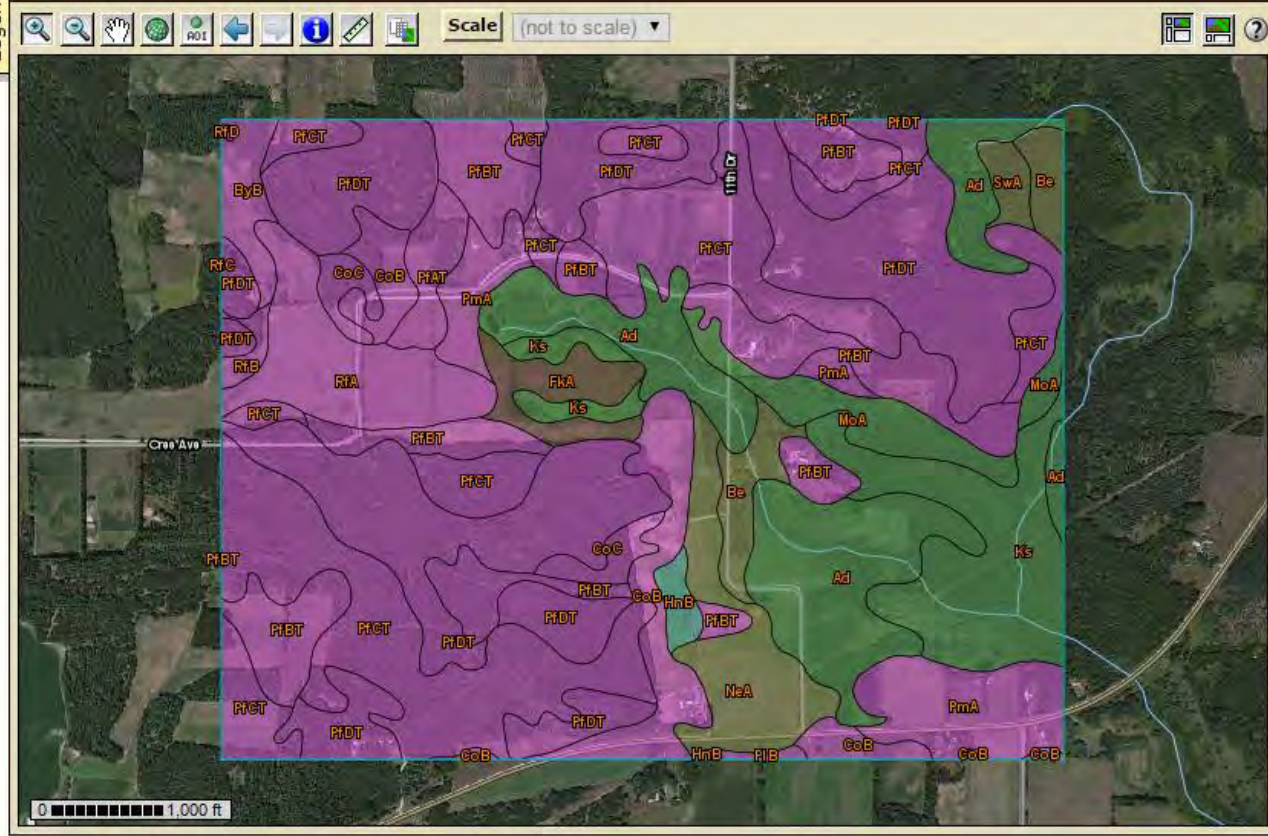 AOI
Scale
(not to scale)
?
RfD
PfCT
PfCT
PfCT
PfDT
PfDT
PfBT
PfCT
PfBT
PfDT
PfDT
ByB
11th Dr
Ad
SwA
Be
PfCT
PfCT
RfC
PfDT
CoC
CoB
PfAT
PfBT
PfDT
PmA
PfDT
Ks
Ad
PfCT
RfB
RfA
FkA
PfBT
PmA
MoA
Ks
PfCT
MoA
Cree Ave
PfBT
PfCT
PfBT
Ad
Be
PfBT
CoC
Ks
PfBT
CoB
HnB
Ad
PfDT
PfBT
PfBT
PfCT
PfDT
NeA
PfCT
PmA
PfDT
PfDT
CoB
HnB
PlB
CoB
CoB
CoB
0
1,000 ft